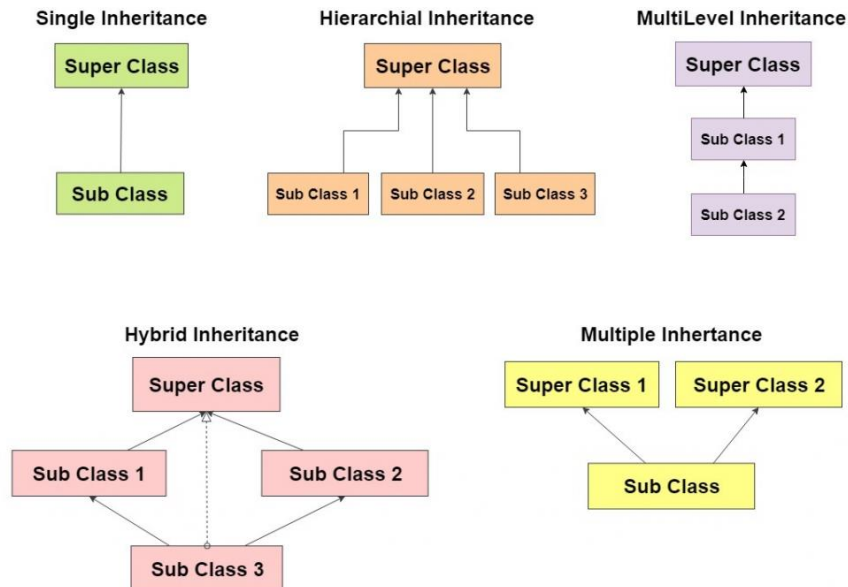 Single Inheritance
Super Class
Sub Class
Hierarchial Inheritance
Super Class
Sub Class 1
Sub Class 2
Sub Class 3
MultiLevel Inheritance
Super Class
Sub Class 1
Sub Class 2
Hybrid Inheritance
Super Class
Sub Class 1
Sub Class 2
Sub Class 3
Multiple Inhertance
Super Class 1
Super Class 2
Sub Class